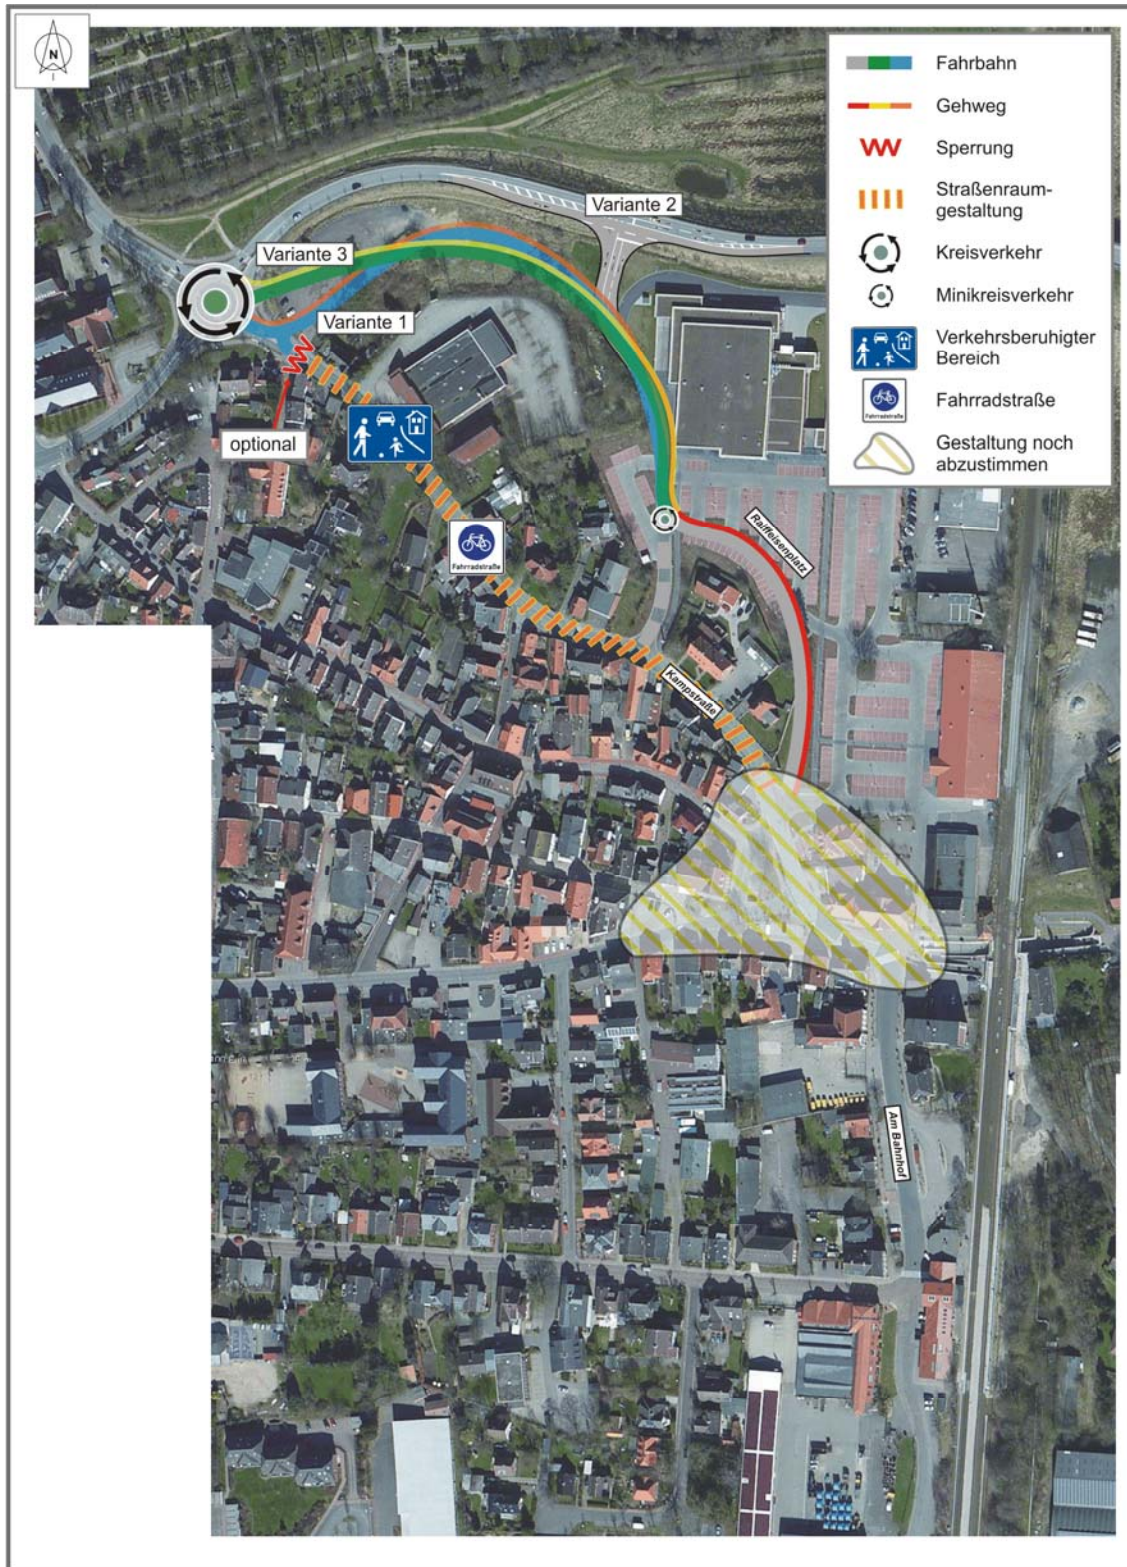 N
Fahrbahn
Gehweg
Sperrung
Straßenraum-
gestaltung
Kreisverkehr
Minikreisverkehr
Verkehrsberuhigter
Bereich
Fahrradstraße
Fahrradstraße
Gestaltung noch
abzustimmen
Variante 2
Variante 3
Variante 1
optional
Fahrradstraße
Raiffeisenplatz
Kampstraße
Am Bahnhof